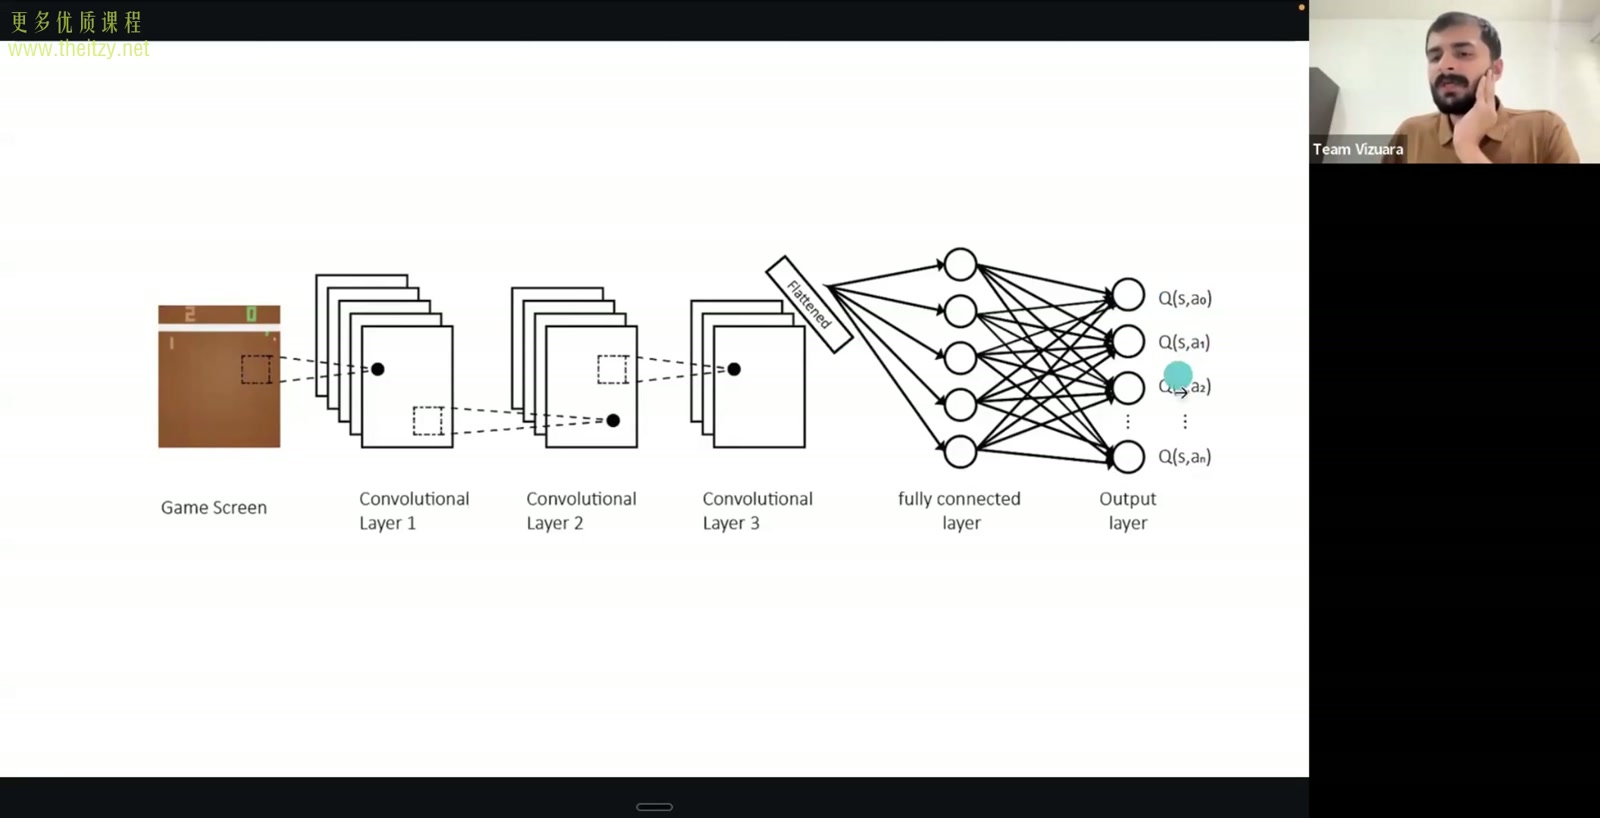 更多优质课程
www.theitzy.net
Team Vizuara
2 0
Flattened
Q(s,a₀)
Q(s,a₁)
a₂)
Q(s,aₙ)
Game Screen
Convolutional
Layer 1
Convolutional
Layer 2
Convolutional
Layer 3
fully connected
layer
Output
layer